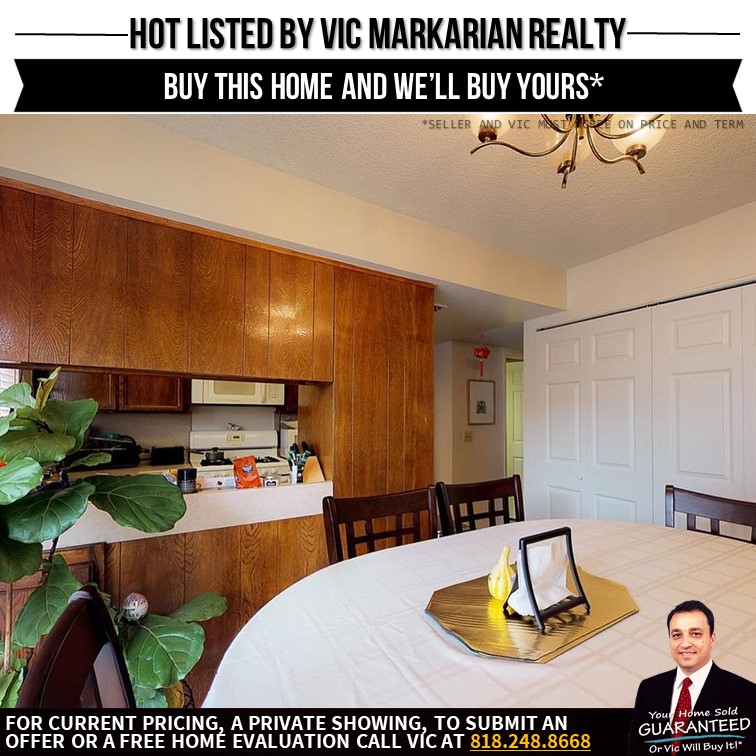 HOT LISTED BY VIC MARKARIAN REALTY
BUY THIS HOME AND WE'LL BUY YOURS*
*SELLER AND VIC MUST AGREE ON PRICE AND TERM
Your Home Sold
GUARANTEED
Or Vic Will Buy It!
FOR CURRENT PRICING, A PRIVATE SHOWING, TO SUBMIT AN
OFFER OR A FREE HOME EVALUATION CALL VIC AT 818.248.8668